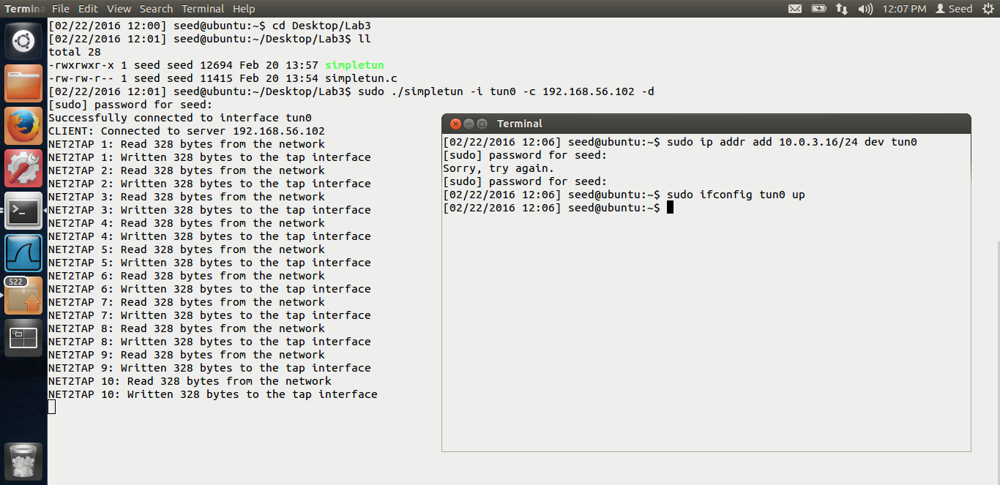 Termina File Edit View Search Terminal Help 12:07 PM Seed
[02/22/2016 12:00] seed@ubuntu:~$ cd Desktop/Lab3
[02/22/2016 12:01] seed@ubuntu:~/Desktop/Lab3$ ll
total 28
-rwxrwxr-x 1 seed seed 12694 Feb 20 13:57 simpletun
-rw-rw-r-- 1 seed seed 11415 Feb 20 13:54 simpletun.c
[02/22/2016 12:01] seed@ubuntu:~/Desktop/Lab3$ sudo ./simpletun -i tun0 -c 192.168.56.102 -d
[sudo] password for seed:
Successfully connected to interface tun0
CLIENT: Connected to server 192.168.56.102
NET2TAP 1: Read 328 bytes from the network
NET2TAP 1: Written 328 bytes to the tap interface
NET2TAP 2: Read 328 bytes from the network
NET2TAP 2: Written 328 bytes to the tap interface
NET2TAP 3: Read 328 bytes from the network
NET2TAP 3: Written 328 bytes to the tap interface
NET2TAP 4: Read 328 bytes from the network
NET2TAP 4: Written 328 bytes to the tap interface
NET2TAP 5: Read 328 bytes from the network
NET2TAP 5: Written 328 bytes to the tap interface
NET2TAP 6: Read 328 bytes from the network
NET2TAP 6: Written 328 bytes to the tap interface
NET2TAP 7: Read 328 bytes from the network
NET2TAP 7: Written 328 bytes to the tap interface
NET2TAP 8: Read 328 bytes from the network
NET2TAP 8: Written 328 bytes to the tap interface
NET2TAP 9: Read 328 bytes from the network
NET2TAP 9: Written 328 bytes to the tap interface
NET2TAP 10: Read 328 bytes from the network
NET2TAP 10: Written 328 bytes to the tap interface
Terminal
[02/22/2016 12:06] seed@ubuntu:~$ sudo ip addr add 10.0.3.16/24 dev tun0
[sudo] password for seed:
Sorry, try again.
[sudo] password for seed:
[02/22/2016 12:06] seed@ubuntu:~$ sudo ifconfig tun0 up
[02/22/2016 12:06] seed@ubuntu:~$
522